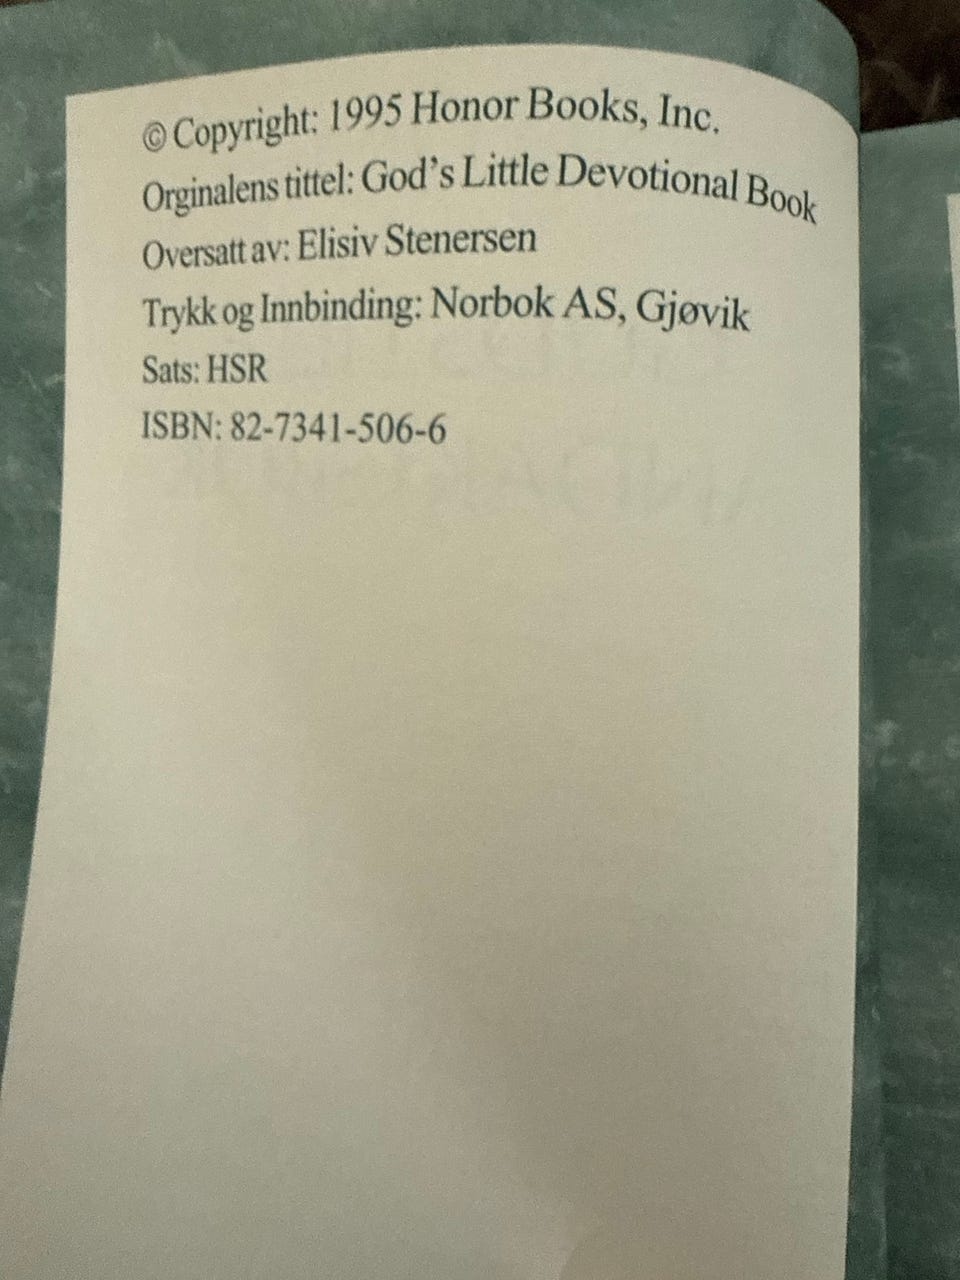 © Copyright: 1995 Honor Books, Inc.
Orginalens tittel: God's Little Devotional Book
Oversatt av: Elisiv Stenersen
Trykk og Innbinding: Norbok AS, Gjøvik
Sats: HSR
ISBN: 82-7341-506-6